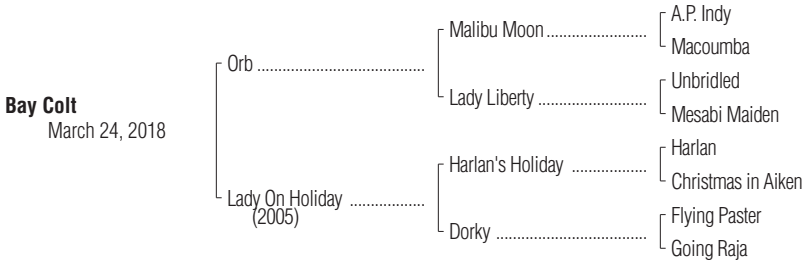 A.P. Indy
Malibu Moon ..........................
Macoumba
Orb ..........................................
Unbridled
Lady Liberty ...........................
Mesabi Maiden
Bay Colt
March 24, 2018
Harlan
Harlan's Holiday ...................
Christmas in Aiken
Lady On Holiday ...................
(2005)
Flying Paster
Dorky ......................................
Going Raja